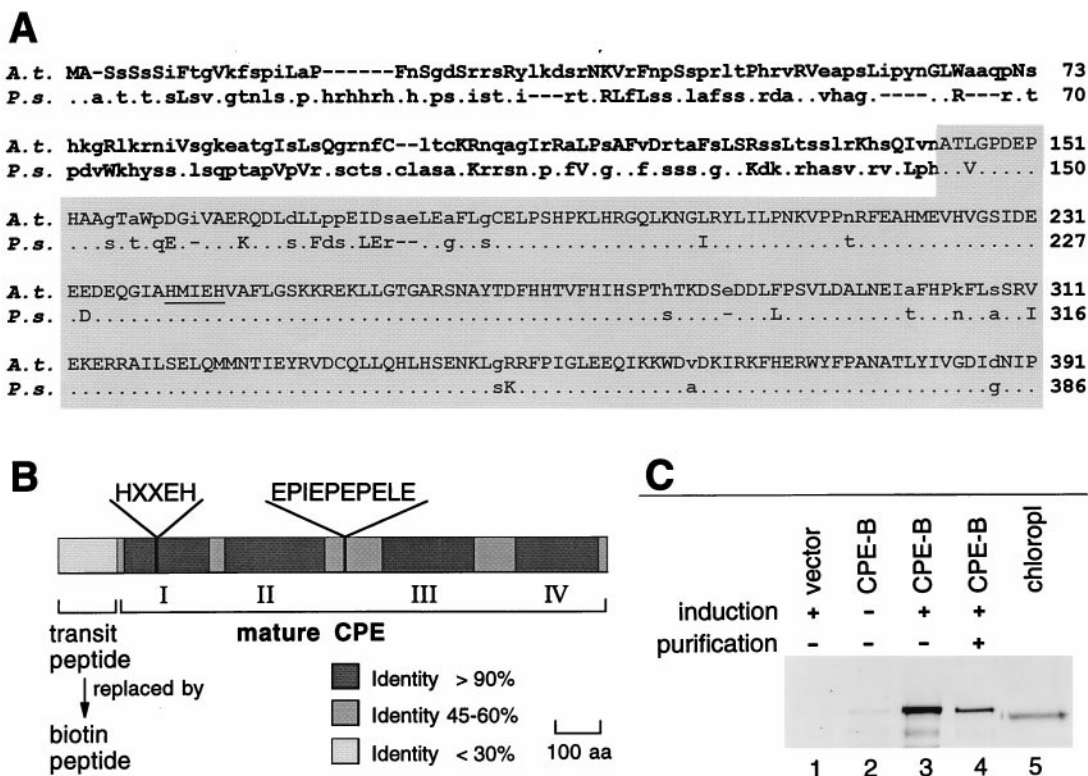 A
A.t. MA-SsSsSiFtgVkfspiLaP------FnSgdSrrsRylkdsrNKVrFnpSsprltPhrvRVeapsLipyngLWaaqpNs 73
P.s. ..a.t.t.sLsv.gtnls.p.hrhhrh.h.ps.ist.i---rt.RLfLss.lafss.rda..vhag.----..R---r.t 70
hkgRlkrniVsgkeatgIsLsQgrnfC--ltcKRnqagIrRaLPsAFvDrtaFsLSRssLtsslrKhsQIvnATLGPDEP 151
pdvWkhyss.lsqptapVpVr.scts.clasa.Krrsn.p.fV.g..f.sss.g..Kdk.rhasv.rv.Lph..V..... 150
A.t. HAAgTaWpDGiVAERQDLdLLppEIDsaeLEaFLgCELPSHPKLHRGQLKNGLRYLILPNKVPPnRFEAHMEVHVGSIDE 231
P.s. ...s.t.qE.-...K...s.Fds.LEr--..g..s.................I...........t............... 227
A.t. EEDEQGIAHMIEHVAFLGSKKREKLLGTGARSNAYTDFHHTVFHIHSPThTKDSeDDLFPSVLDALNEIaFHPkFLsSRV 311
P.s. .D...............................................s....-...L..........t...n..a..I 316
A.t. EKERRAILSELQMMNTIEYRVDCQLLQHLHSENKLgRRFPIGLEEQIKKWDvDKIRKFHERWYFPANATLYIVGDIdNIP 391
P.s. ...................................sK..............a........................g... 386
B
HXXEH EPIEPEPELE
I II III IV
transit peptide
mature CPE
replaced by
biotin peptide
Identity > 90%
Identity 45-60%
Identity < 30%
100 aa
C
vector CPE-B CPE-B CPE-B chloropl
induction + - + +
purification - - - +
1 2 3 4 5